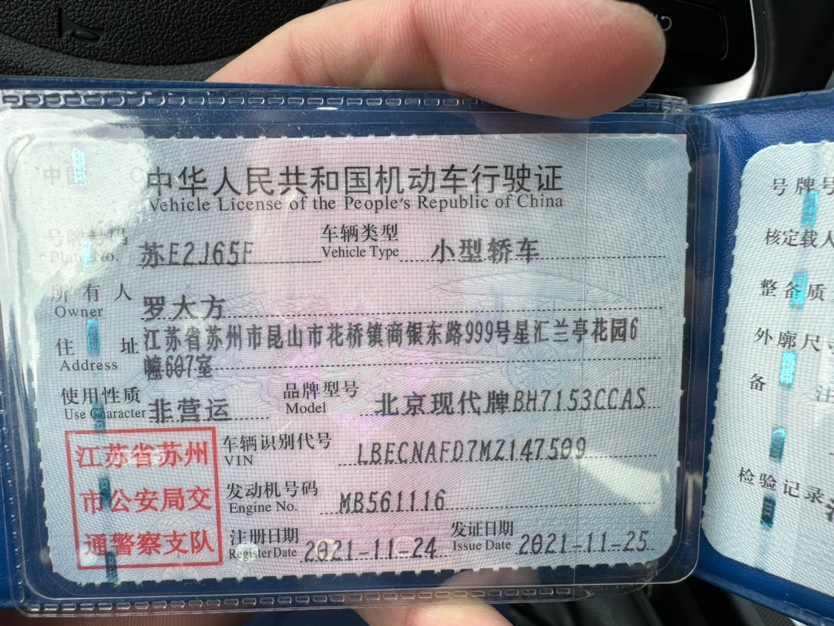 中华人民共和国机动车行驶证
Vehicle License of the People's Republic of China
号牌号码 苏E2J65F 车辆类型 小型轿车
Plate No. Vehicle Type
所有人 罗大方
Owner
住址 江苏省苏州市昆山市花桥镇商银东路999号星汇兰亭花园6
Address 幢607室
使用性质 非营运 品牌型号 北京现代牌BH7153CCAS
Use Character Model
江苏省苏州
市公安局交
通警察支队
车辆识别代号 LBECNAFD7MZ147509
VIN
发动机号码 MB561116
Engine No.
注册日期 2021-11-24 发证日期 2021-11-25
Register Date Issue Date
号牌号
核定载人
整备质
外廓尺寸
备
检验记录